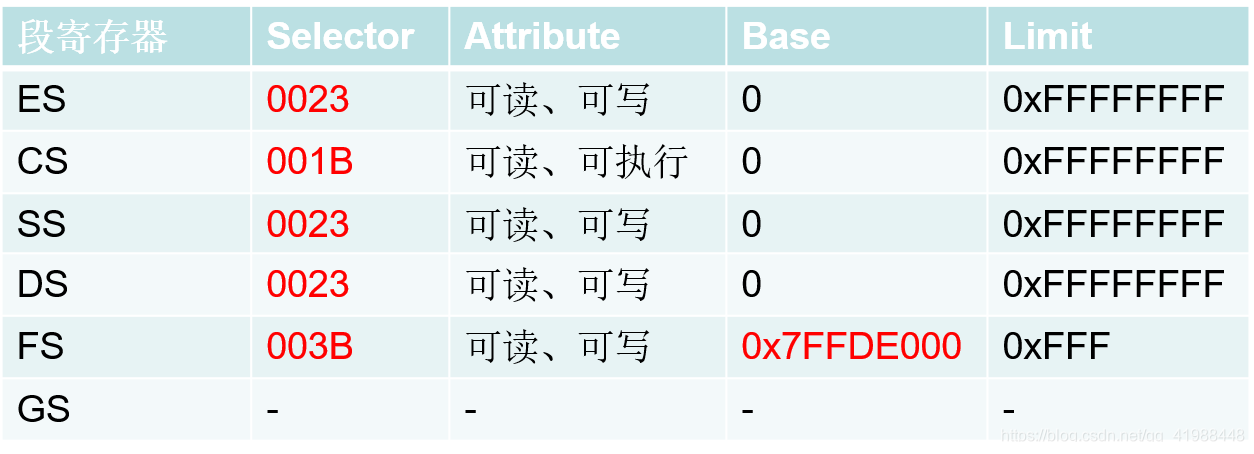 段寄存器 Selector Attribute Base Limit
ES 0023 可读、可写 0 0xFFFFFFFF
CS 001B 可读、可执行 0 0xFFFFFFFF
SS 0023 可读、可写 0 0xFFFFFFFF
DS 0023 可读、可写 0 0xFFFFFFFF
FS 003B 可读、可写 0x7FFDE000 0xFFF
GS - - - -
https://blog.csdn.net/qq_41988448